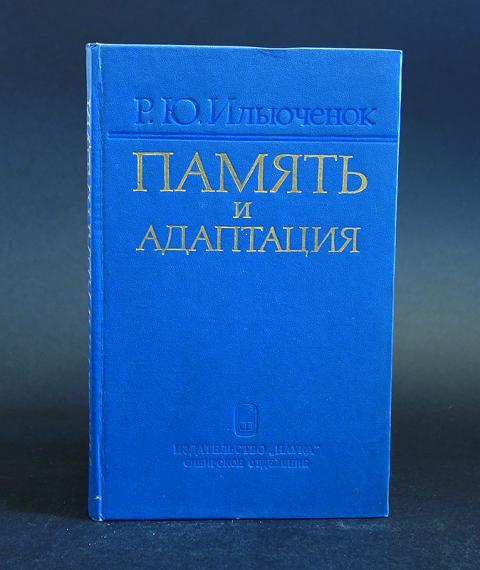 Р.Ю. Ильюченок
ПАМЯТЬ
И
АДАПТАЦИЯ
ИЗДАТЕЛЬСТВО „НАУКА"
СИБИРСКОЕ ОТДЕЛЕНИЕ